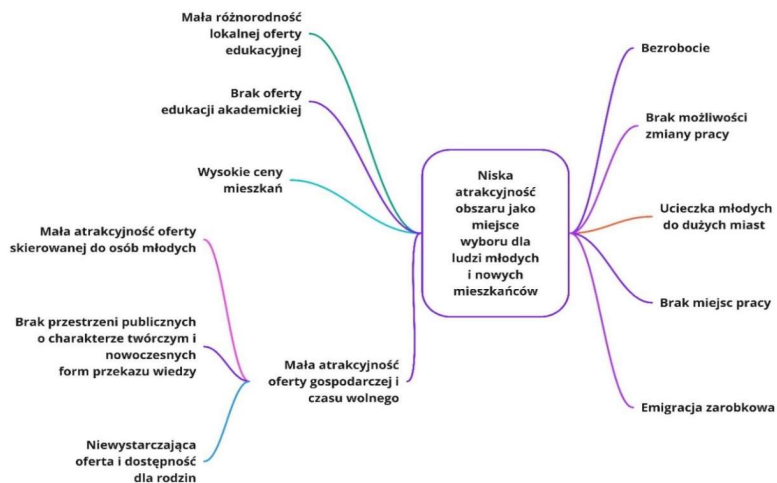 Mała różnorodność
lokalnej oferty
edukacyjnej
Brak oferty
edukacji akademickiej
Wysokie ceny
mieszkań
Mała atrakcyjność oferty
skierowanej do osób młodych
Brak przestrzeni publicznych
o charakterze twórczym i
nowoczesnych
form przekazu wiedzy
Niewystarczająca
oferta i dostępność
dla rodzin
Mała atrakcyjność
oferty gospodarczej i
czasu wolnego
Niska
atrakcyjność
obszaru jako
miejsce
wyboru dla
ludzi młodych
i nowych
mieszkańców
Bezrobocie
Brak możliwości
zmiany pracy
Ucieczka młodych
do dużych miast
Brak miejsc pracy
Emigracja zarobkowa